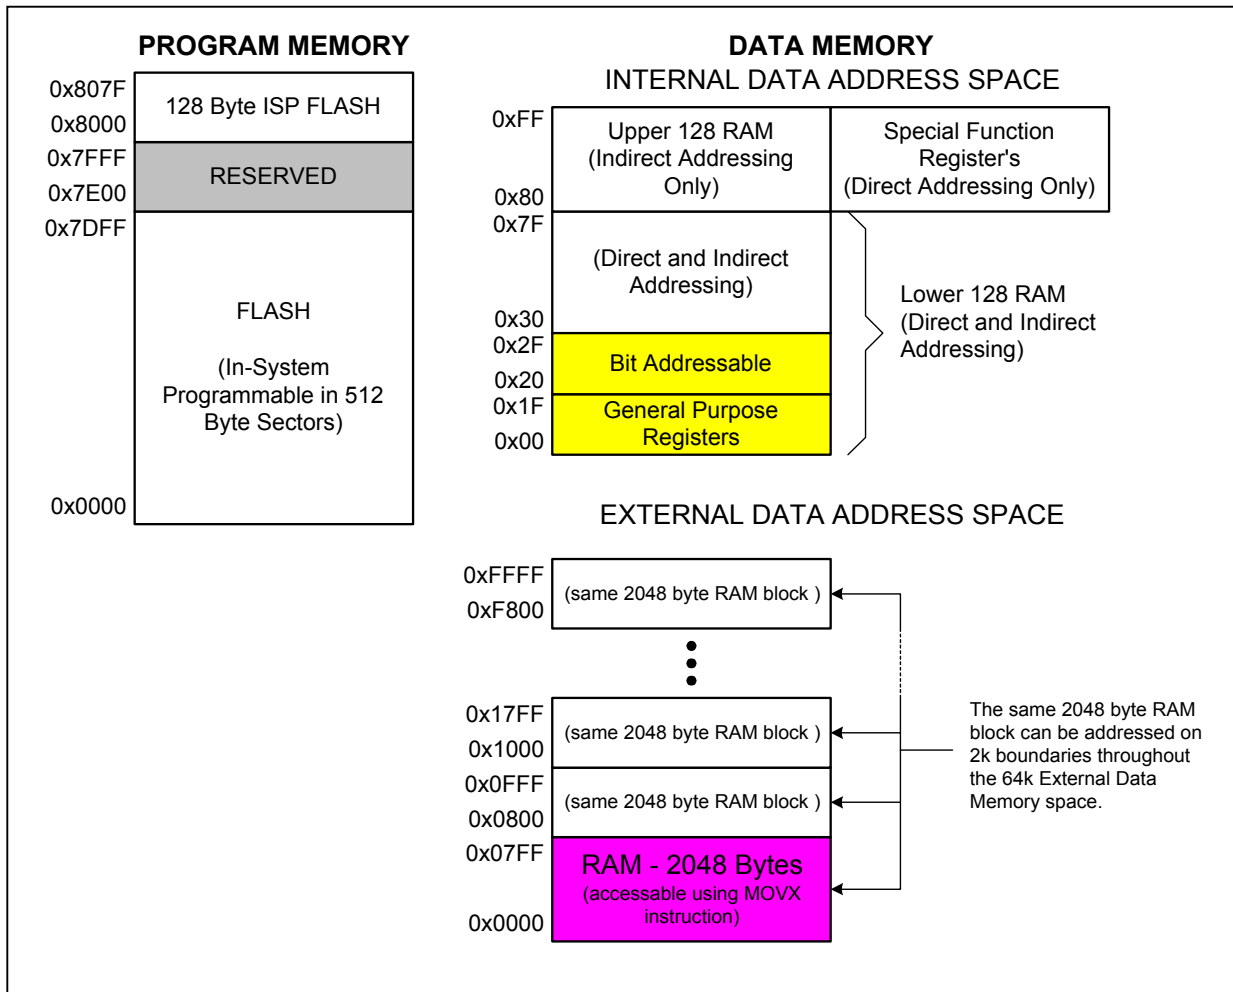 PROGRAM MEMORY
0x807F
128 Byte ISP FLASH
0x8000
0x7FFF
RESERVED
0x7E00
0x7DFF
FLASH
(In-System
Programmable in 512
Byte Sectors)
0x0000
DATA MEMORY
INTERNAL DATA ADDRESS SPACE
0xFF
Upper 128 RAM
(Indirect Addressing
Only)
0x80
Special Function
Register's
(Direct Addressing Only)
0x7F
(Direct and Indirect
Addressing)
0x30
0x2F
Bit Addressable
0x20
0x1F
General Purpose
Registers
0x00
Lower 128 RAM
(Direct and Indirect
Addressing)
EXTERNAL DATA ADDRESS SPACE
0xFFFF
(same 2048 byte RAM block )
0xF800
0x17FF
(same 2048 byte RAM block )
0x1000
0x0FFF
(same 2048 byte RAM block )
0x0800
0x07FF
RAM - 2048 Bytes
(accessable using MOVX
instruction)
0x0000
The same 2048 byte RAM
block can be addressed on
2k boundaries throughout
the 64k External Data
Memory space.